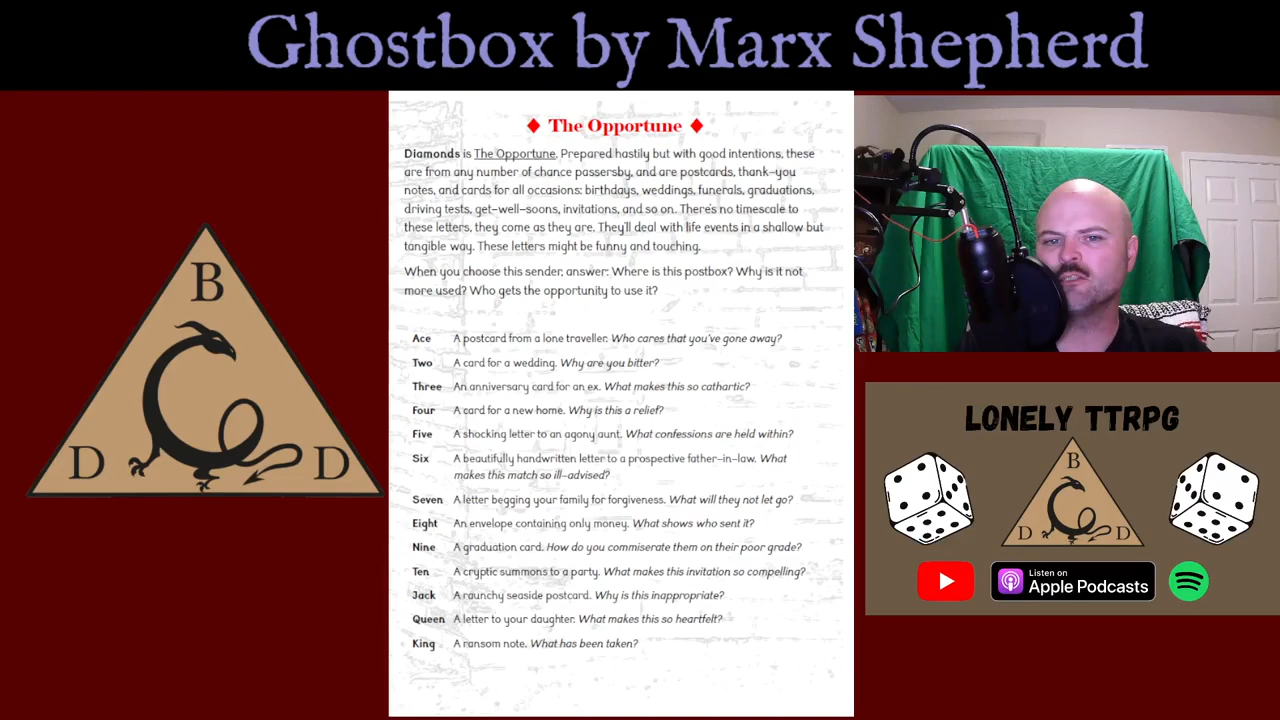 Ghostbox by Marx Shepherd
♦ The Opportune ♦
Diamonds is The Opportune. Prepared hastily but with good intentions, these
are from any number of chance passersby, and are postcards, thank-you
notes, and cards for all occasions: birthdays, weddings, funerals, graduations,
driving tests, get-well-soons, invitations, and so on. There's no timescale to
these letters, they come as they are. They'll deal with life events in a shallow but
tangible way. These letters might be funny and touching.
When you choose this sender, answer: Where is this postbox? Why is it not
more used? Who gets the opportunity to use it?
Ace A postcard from a lone traveller. Who cares that you've gone away?
Two A card for a wedding. Why are you bitter?
Three An anniversary card for an ex. What makes this so cathartic?
Four A card for a new home. Why is this a relief?
Five A shocking letter to an agony aunt. What confessions are held within?
Six A beautifully handwritten letter to a prospective father-in-law. What
makes this match so ill-advised?
Seven A letter begging your family for forgiveness. What will they not let go?
Eight An envelope containing only money. What shows who sent it?
Nine A graduation card. How do you commiserate them on their poor grade?
Ten A cryptic summons to a party. What makes this invitation so compelling?
Jack A raunchy seaside postcard. Why is this inappropriate?
Queen A letter to your daughter. What makes this so heartfelt?
King A ransom note. What has been taken?
B
D D
LONELY TTRPG
B
D D
Listen on
Apple Podcasts